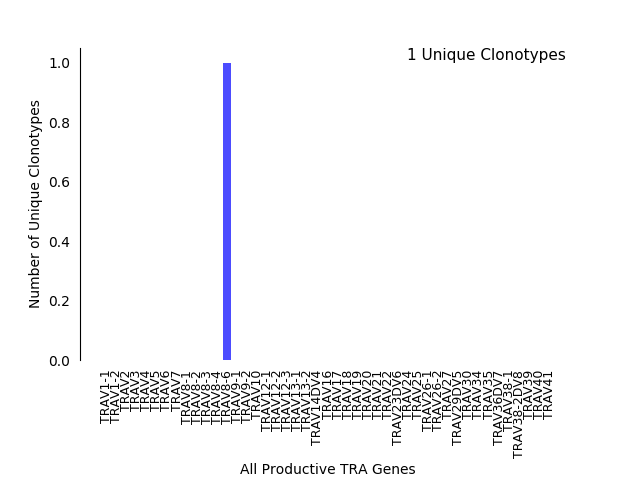 1 Unique Clonotypes
Number of Unique Clonotypes
1.0
0.8
0.6
0.4
0.2
0.0
TRAV1-1
TRAV1-2
TRAV2
TRAV3
TRAV4
TRAV5
TRAV6
TRAV7
TRAV8-1
TRAV8-2
TRAV8-3
TRAV8-4
TRAV8-6
TRAV9-1
TRAV9-2
TRAV10
TRAV12-1
TRAV12-2
TRAV12-3
TRAV13-1
TRAV13-2
TRAV14DV4
TRAV16
TRAV17
TRAV18
TRAV19
TRAV20
TRAV21
TRAV22
TRAV23DV6
TRAV24
TRAV25
TRAV26-1
TRAV26-2
TRAV27
TRAV29DV5
TRAV30
TRAV34
TRAV35
TRAV36DV7
TRAV38-1
TRAV38-2DV8
TRAV39
TRAV40
TRAV41
All Productive TRA Genes